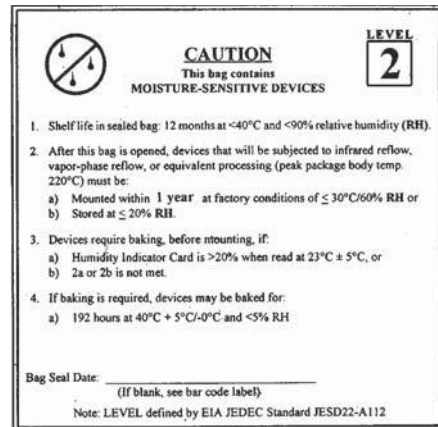 LEVEL
2
CAUTION
This bag contains
MOISTURE-SENSITIVE DEVICES
1. Shelf life in sealed bag: 12 months at <40°C and <90% relative humidity (RH).
2. After this bag is opened, devices that will be subjected to infrared reflow,
vapor-phase reflow, or equivalent processing (peak package body temp.
220°C) must be:
a) Mounted within 1 year at factory conditions of ≤ 30°C/60% RH or
b) Stored at ≤ 20% RH.
3. Devices require baking, before mounting, if:
a) Humidity Indicator Card is >20% when read at 23°C ± 5°C, or
b) 2a or 2b is not met.
4. If baking is required, devices may be baked for:
a) 192 hours at 40°C + 5°C/-0°C and <5% RH
Bag Seal Date:
(If blank, see bar code label)
Note: LEVEL defined by EIA JEDEC Standard JESD22-A112